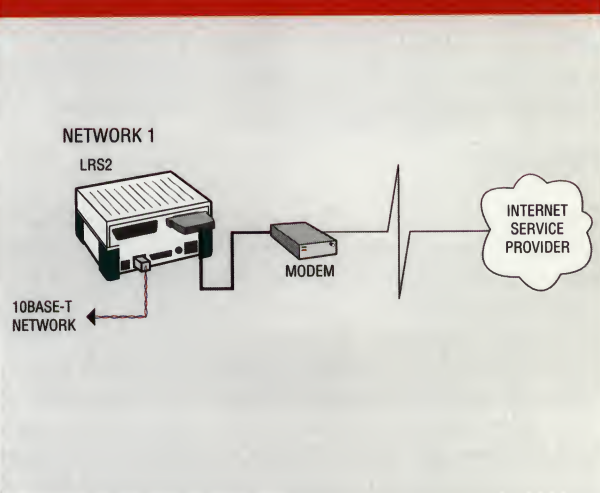 NETWORK 1
LRS2
10BASE-T
NETWORK
MODEM
INTERNET
SERVICE
PROVIDER